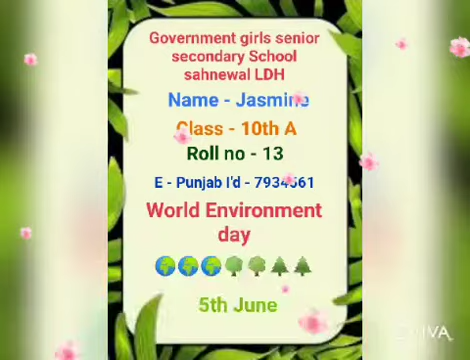 Government girls senior
secondary School
sahnewal LDH
Name - Jasmine
Class - 10th A
Roll no - 13
E - Punjab I'd - 7934561
World Environment
day
🌍🌍🌍🌳🌳🌲🌲
5th June